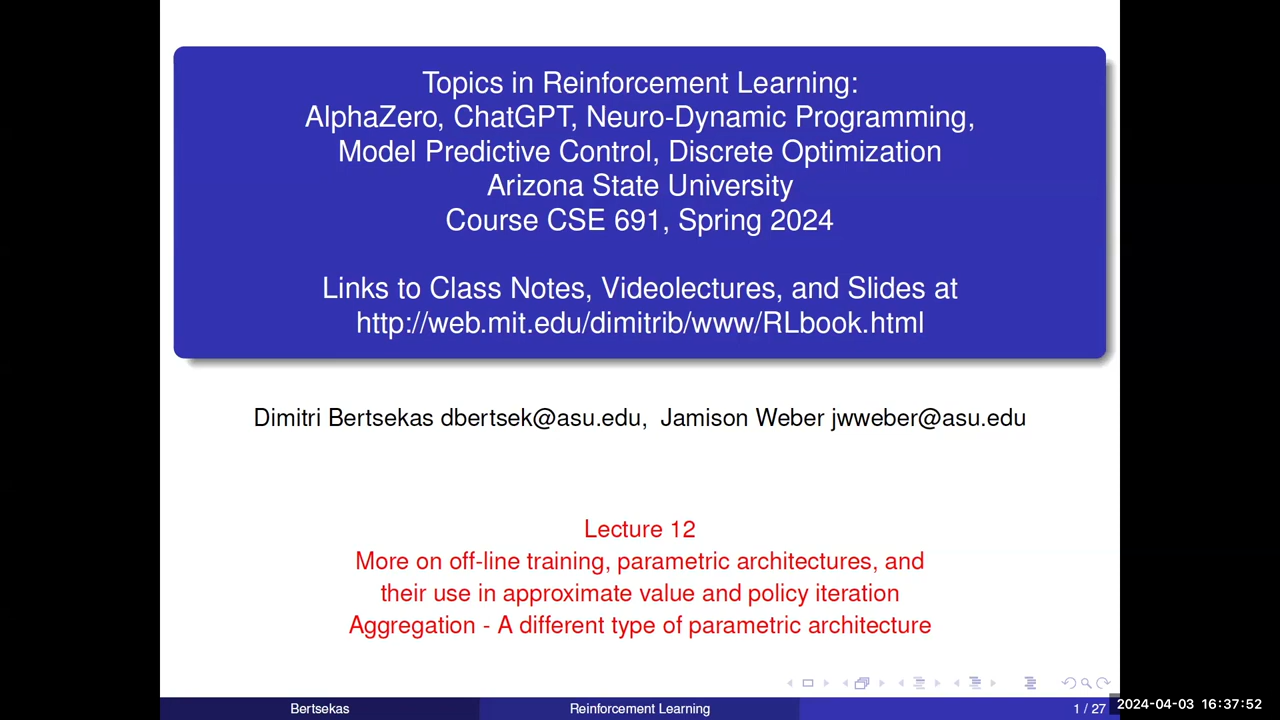 Topics in Reinforcement Learning:
AlphaZero, ChatGPT, Neuro-Dynamic Programming,
Model Predictive Control, Discrete Optimization
Arizona State University
Course CSE 691, Spring 2024
Links to Class Notes, Videolectures, and Slides at
http://web.mit.edu/dimitrib/www/RLbook.html
Dimitri Bertsekas dbertsek@asu.edu, Jamison Weber jwweber@asu.edu
Lecture 12
More on off-line training, parametric architectures, and
their use in approximate value and policy iteration
Aggregation - A different type of parametric architecture
Bertsekas Reinforcement Learning 1 / 27
2024-04-03 16:37:52